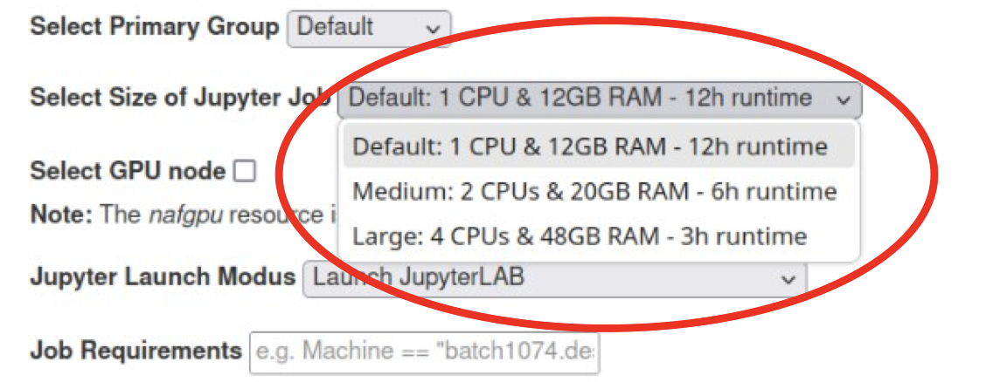 Select Primary Group Default
Select Size of Jupyter Job Default: 1 CPU & 12GB RAM - 12h runtime
Default: 1 CPU & 12GB RAM - 12h runtime
Medium: 2 CPUs & 20GB RAM - 6h runtime
Large: 4 CPUs & 48GB RAM - 3h runtime
Select GPU node
Note: The nafgpu resource i
Jupyter Launch Modus Launch JupyterLAB
Job Requirements e.g. Machine == "batch1074.de